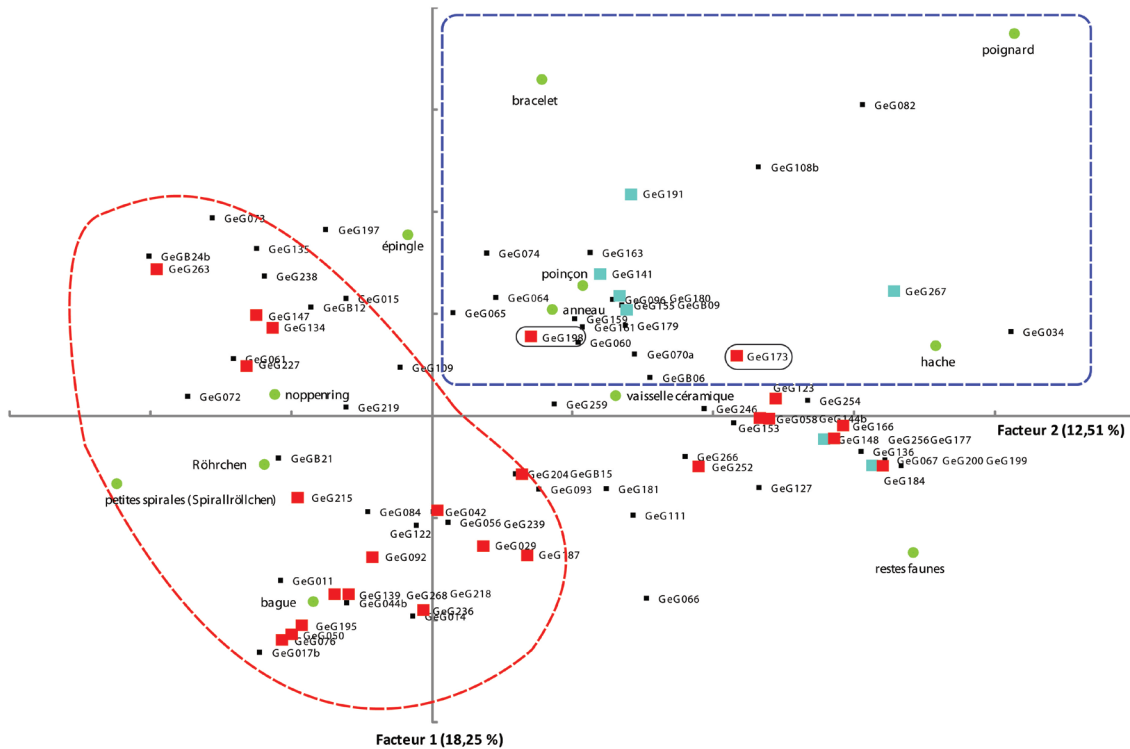 poignard
bracelet
GeG082
GeG108b
GeG191
GeG073
GeG197
épingle
GeG135
GeGB24b
GeG263
GeG074
GeG163
GeG238
poinçon
GeG141
GeG267
GeG015
GeG064
GeG096 GeG180
GeGB12
GeG155 GeGB09
GeG065
anneau
GeG147
GeG159
GeG134
GeG161
GeG179
GeG034
GeG198
GeG060
GeG061
GeG070a
GeG173
GeG227
GeG109
hache
GeGB06
GeG123
noppenring
vaisselle céramique
GeG072
GeG254
GeG219
GeG259
GeG246
GeG058 GeG144b
GeG153
GeG166
Facteur 2 (12,51 %)
GeG148 GeG256 GeG177
GeG136
GeGB21
GeG266
GeG067 GeG200 GeG199
Röhrchen
GeG252
GeG204 GeGB15
GeG184
petites spirales (Spirallröllchen)
GeG215
GeG093
GeG181
GeG127
GeG084
GeG042
GeG111
GeG056 GeG239
GeG122
GeG029
GeG092
GeG187
restes faunes
GeG011
GeG139 GeG268 GeG218
GeG066
bague
GeG044b
GeG236
GeG014
GeG195
GeG050
GeG076
GeG017b
Facteur 1 (18,25 %)